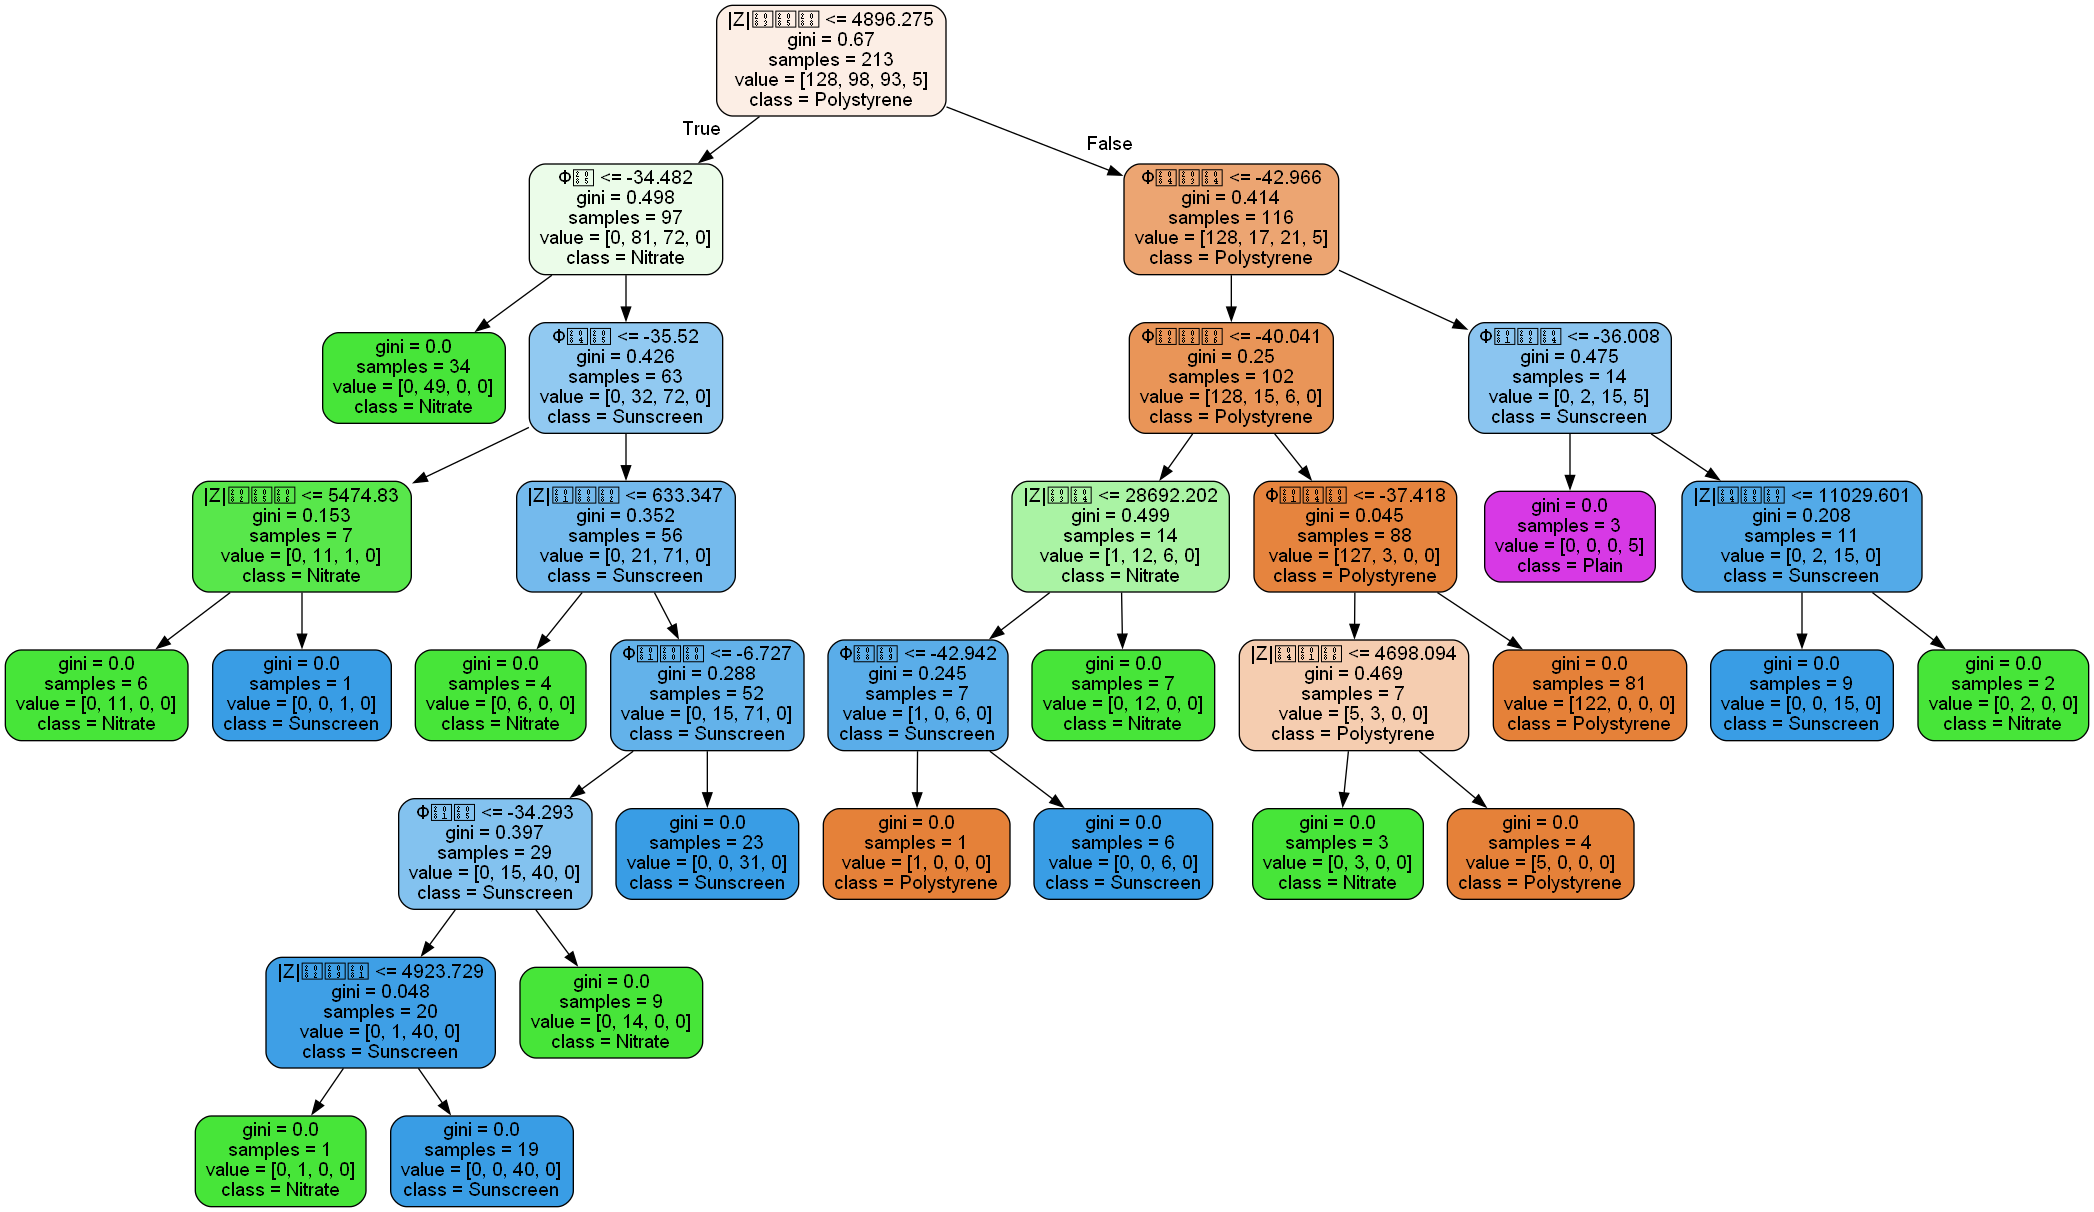 |Z| <= 4896.275
gini = 0.67
samples = 213
value = [128, 98, 93, 5]
class = Polystyrene
True
False
Φ <= -34.482
gini = 0.498
samples = 97
value = [0, 81, 72, 0]
class = Nitrate
Φ <= -42.966
gini = 0.414
samples = 116
value = [128, 17, 21, 5]
class = Polystyrene
gini = 0.0
samples = 34
value = [0, 49, 0, 0]
class = Nitrate
Φ <= -35.52
gini = 0.426
samples = 63
value = [0, 32, 72, 0]
class = Sunscreen
Φ <= -40.041
gini = 0.25
samples = 102
value = [128, 15, 6, 0]
class = Polystyrene
Φ <= -36.008
gini = 0.475
samples = 14
value = [0, 2, 15, 5]
class = Sunscreen
|Z| <= 5474.83
gini = 0.153
samples = 7
value = [0, 11, 1, 0]
class = Nitrate
|Z| <= 633.347
gini = 0.352
samples = 56
value = [0, 21, 71, 0]
class = Sunscreen
|Z| <= 28692.202
gini = 0.499
samples = 14
value = [1, 12, 6, 0]
class = Nitrate
Φ <= -37.418
gini = 0.045
samples = 88
value = [127, 3, 0, 0]
class = Polystyrene
gini = 0.0
samples = 3
value = [0, 0, 0, 5]
class = Plain
|Z| <= 11029.601
gini = 0.208
samples = 11
value = [0, 2, 15, 0]
class = Sunscreen
gini = 0.0
samples = 6
value = [0, 11, 0, 0]
class = Nitrate
gini = 0.0
samples = 1
value = [0, 0, 1, 0]
class = Sunscreen
gini = 0.0
samples = 4
value = [0, 6, 0, 0]
class = Nitrate
Φ <= -6.727
gini = 0.288
samples = 52
value = [0, 15, 71, 0]
class = Sunscreen
Φ <= -42.942
gini = 0.245
samples = 7
value = [1, 0, 6, 0]
class = Sunscreen
gini = 0.0
samples = 7
value = [0, 12, 0, 0]
class = Nitrate
|Z| <= 4698.094
gini = 0.469
samples = 7
value = [5, 3, 0, 0]
class = Polystyrene
gini = 0.0
samples = 81
value = [122, 0, 0, 0]
class = Polystyrene
gini = 0.0
samples = 9
value = [0, 0, 15, 0]
class = Sunscreen
gini = 0.0
samples = 2
value = [0, 2, 0, 0]
class = Nitrate
Φ <= -34.293
gini = 0.397
samples = 29
value = [0, 15, 40, 0]
class = Sunscreen
gini = 0.0
samples = 23
value = [0, 0, 31, 0]
class = Sunscreen
gini = 0.0
samples = 1
value = [1, 0, 0, 0]
class = Polystyrene
gini = 0.0
samples = 6
value = [0, 0, 6, 0]
class = Sunscreen
gini = 0.0
samples = 3
value = [0, 3, 0, 0]
class = Nitrate
gini = 0.0
samples = 4
value = [5, 0, 0, 0]
class = Polystyrene
|Z| <= 4923.729
gini = 0.048
samples = 20
value = [0, 1, 40, 0]
class = Sunscreen
gini = 0.0
samples = 9
value = [0, 14, 0, 0]
class = Nitrate
gini = 0.0
samples = 1
value = [0, 1, 0, 0]
class = Nitrate
gini = 0.0
samples = 19
value = [0, 0, 40, 0]
class = Sunscreen